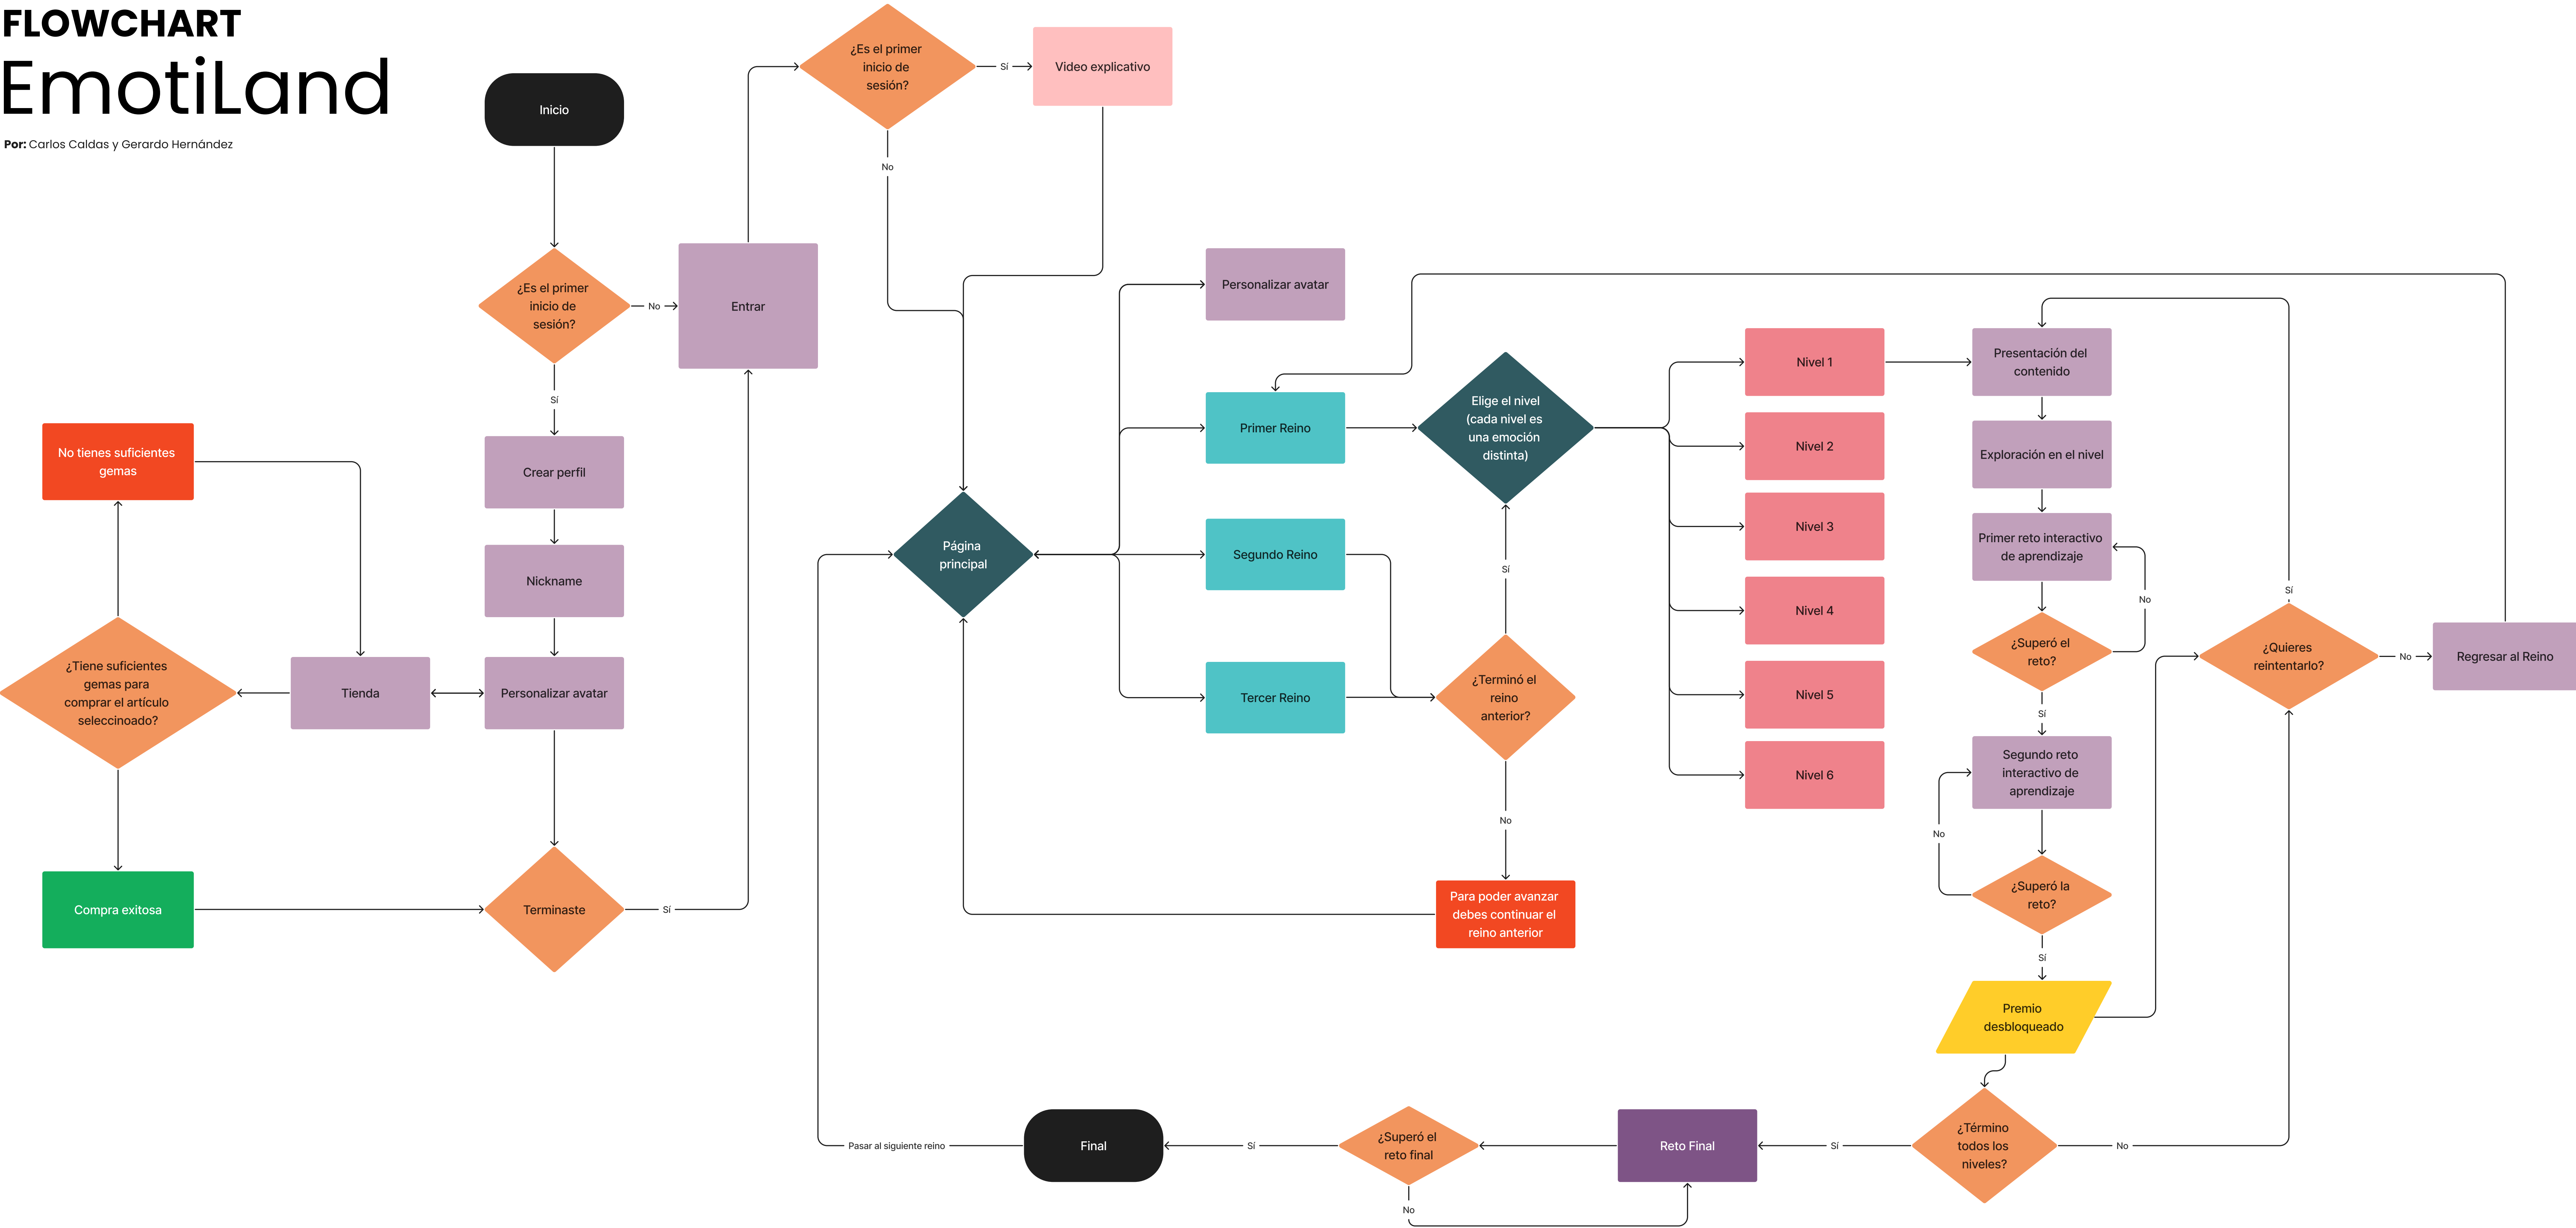 FLOWCHART
EmotiLand
Por: Carlos Caldas y Gerardo Hernández
Inicio
¿Es el primer
inicio de
sesión?
No
Entrar
Sí
Crear perfil
Nickname
Personalizar avatar
Tienda
¿Tiene suficientes
gemas para
comprar el artículo
seleccinoado?
No tienes suficientes
gemas
Compra exitosa
Terminaste
Sí
¿Es el primer
inicio de
sesión?
Sí
Video explicativo
No
Página
principal
Personalizar avatar
Primer Reino
Segundo Reino
Tercer Reino
Elige el nivel
(cada nivel es
una emoción
distinta)
Sí
¿Terminó el
reino
anterior?
No
Para poder avanzar
debes continuar el
reino anterior
Nivel 1
Nivel 2
Nivel 3
Nivel 4
Nivel 5
Nivel 6
Presentación del
contenido
Exploración en el nivel
Primer reto interactivo
de aprendizaje
No
¿Superó el
reto?
Sí
Segundo reto
interactivo de
aprendizaje
No
¿Superó la
reto?
Sí
Premio
desbloqueado
Sí
¿Quieres
reintentarlo?
No
Regresar al Reino
¿Término
todos los
niveles?
No
Sí
Reto Final
¿Superó el
reto final
No
Sí
Final
Pasar al siguiente reino